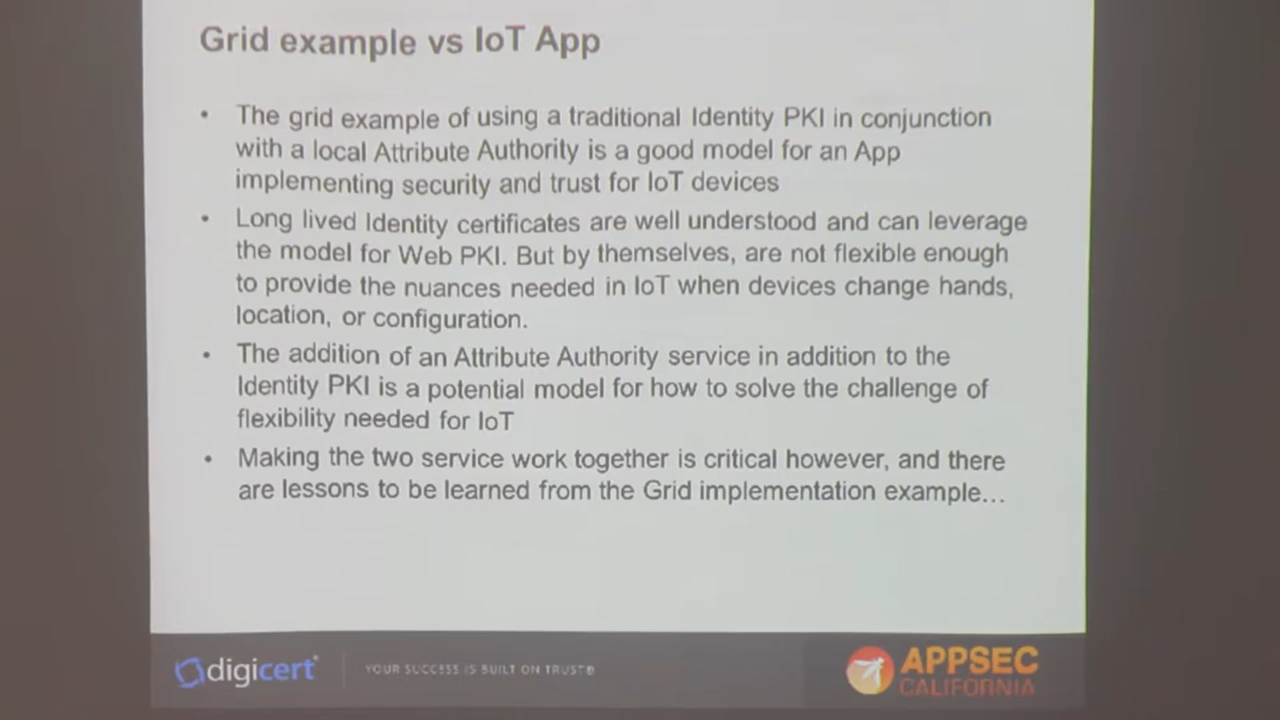 Grid example vs IoT App
• The grid example of using a traditional Identity PKI in conjunction
with a local Attribute Authority is a good model for an App
implementing security and trust for IoT devices
• Long lived Identity certificates are well understood and can leverage
the model for Web PKI. But by themselves, are not flexible enough
to provide the nuances needed in IoT when devices change hands,
location, or configuration.
• The addition of an Attribute Authority service in addition to the
Identity PKI is a potential model for how to solve the challenge of
flexibility needed for IoT
• Making the two service work together is critical however, and there
are lessons to be learned from the Grid implementation example...
digicert
YOUR SUCCESS IS BUILT ON TRUST®
APPSEC
CALIFORNIA